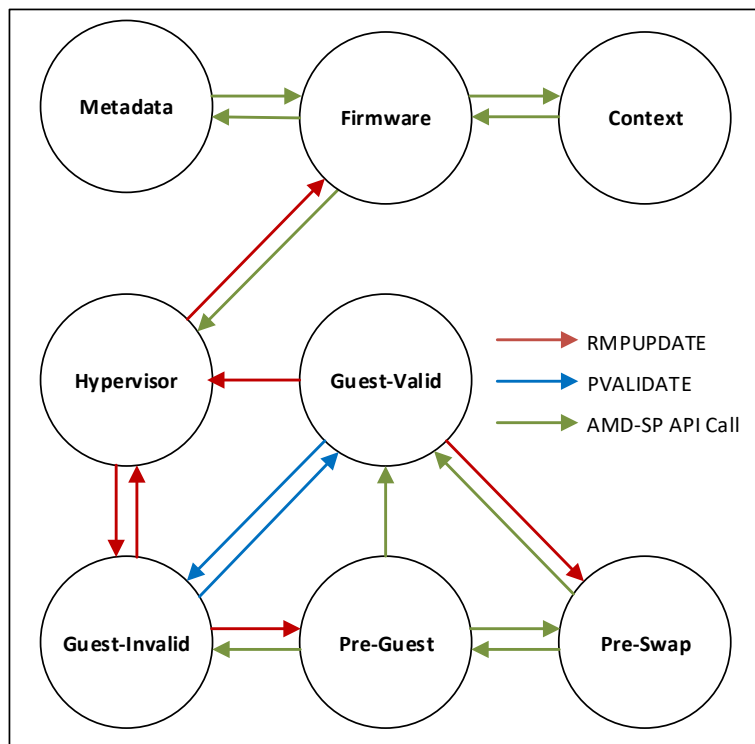 Metadata
Firmware
Context
Hypervisor
Guest-Valid
RMPUPDATE
PVALIDATE
AMD-SP API Call
Guest-Invalid
Pre-Guest
Pre-Swap